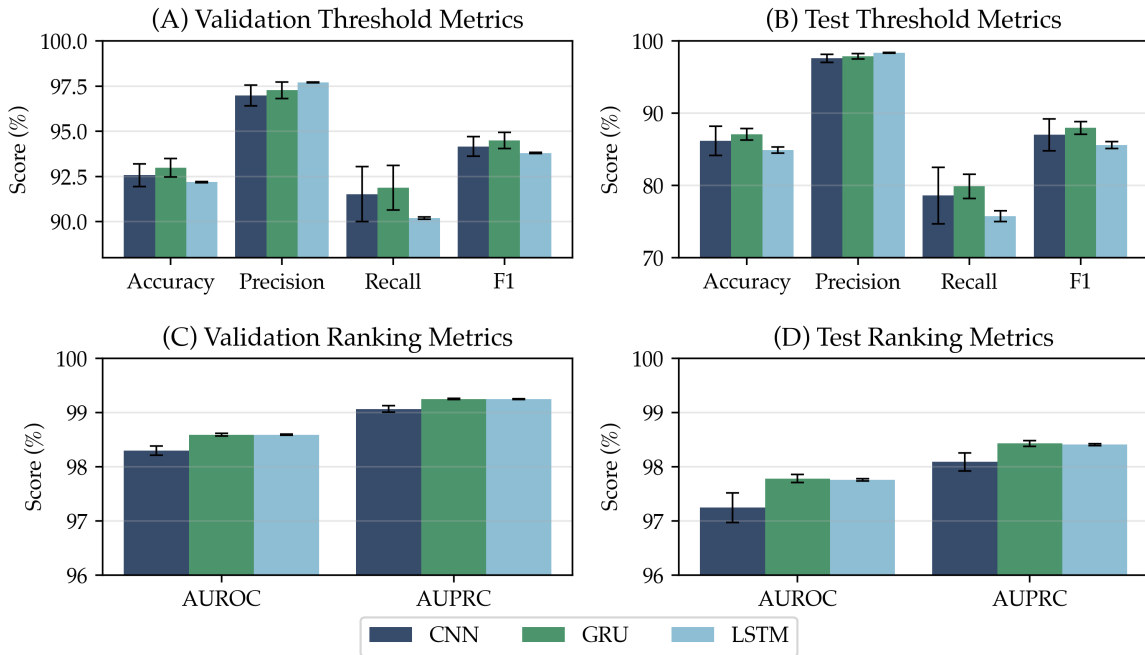 (A) Validation Threshold Metrics
100.0
97.5
95.0
92.5
90.0
Score (%)
Accuracy Precision Recall F1
(B) Test Threshold Metrics
100
90
80
70
Score (%)
Accuracy Precision Recall F1
(C) Validation Ranking Metrics
100
99
98
97
96
Score (%)
AUROC AUPRC
(D) Test Ranking Metrics
100
99
98
97
96
Score (%)
AUROC AUPRC
CNN GRU LSTM